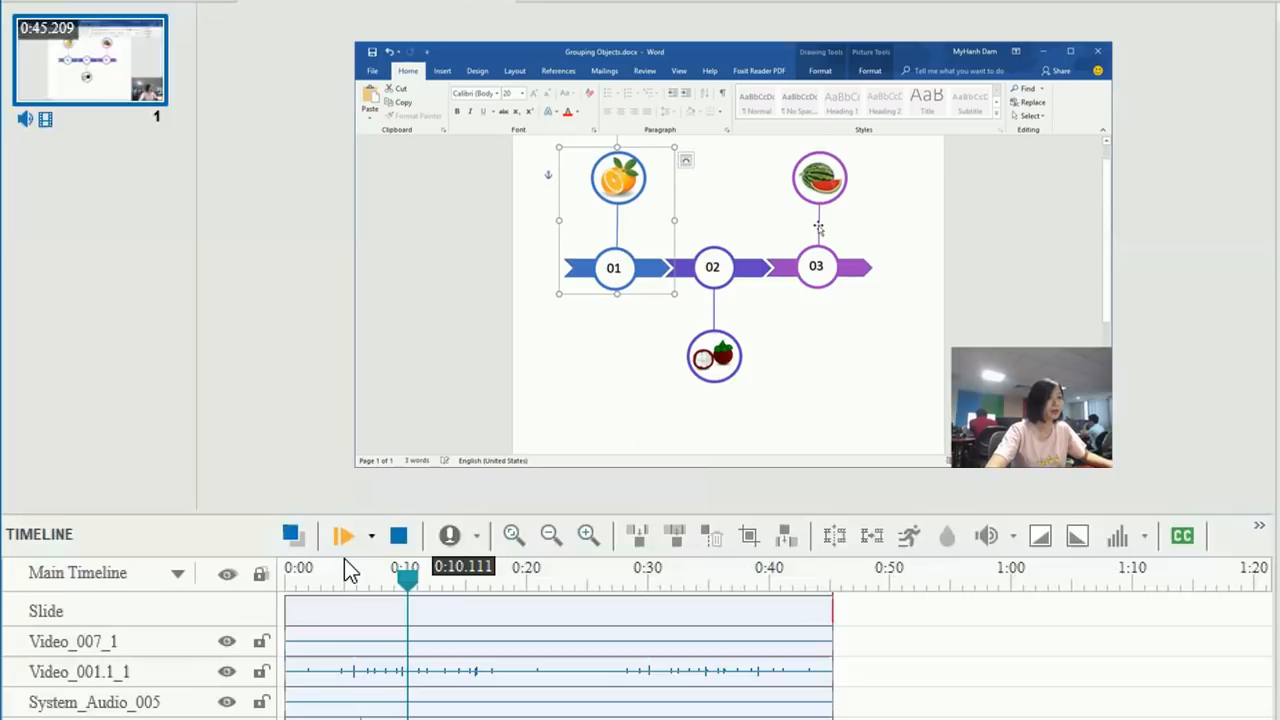 0:45.209
1
Grouping Objects.docx - Word
Drawing Tools
Picture Tools
MyHanh Dam
File
Home
Insert
Design
Layout
References
Mailings
Review
View
Help
Foxit Reader PDF
Format
Format
Tell me what you want to do
Share
Paste
Cut
Copy
Format Painter
Clipboard
Calibri (Body
20
Font
Paragraph
AaBbCcDc
AaBbCcDc
AaBbCc
AaBbCcC
AaB
AaBbCcD
¶ Normal
¶ No Spac...
Heading 1
Heading 2
Title
Subtitle
Styles
Find
Replace
Select
Editing
01
02
03
Page 1 of 1
3 words
English (United States)
TIMELINE
CC
Main Timeline
0:00
0:10
0:10.111
0:20
0:30
0:40
0:50
1:00
1:10
1:20
Slide
Video_007_1
Video_001.1_1
System_Audio_005